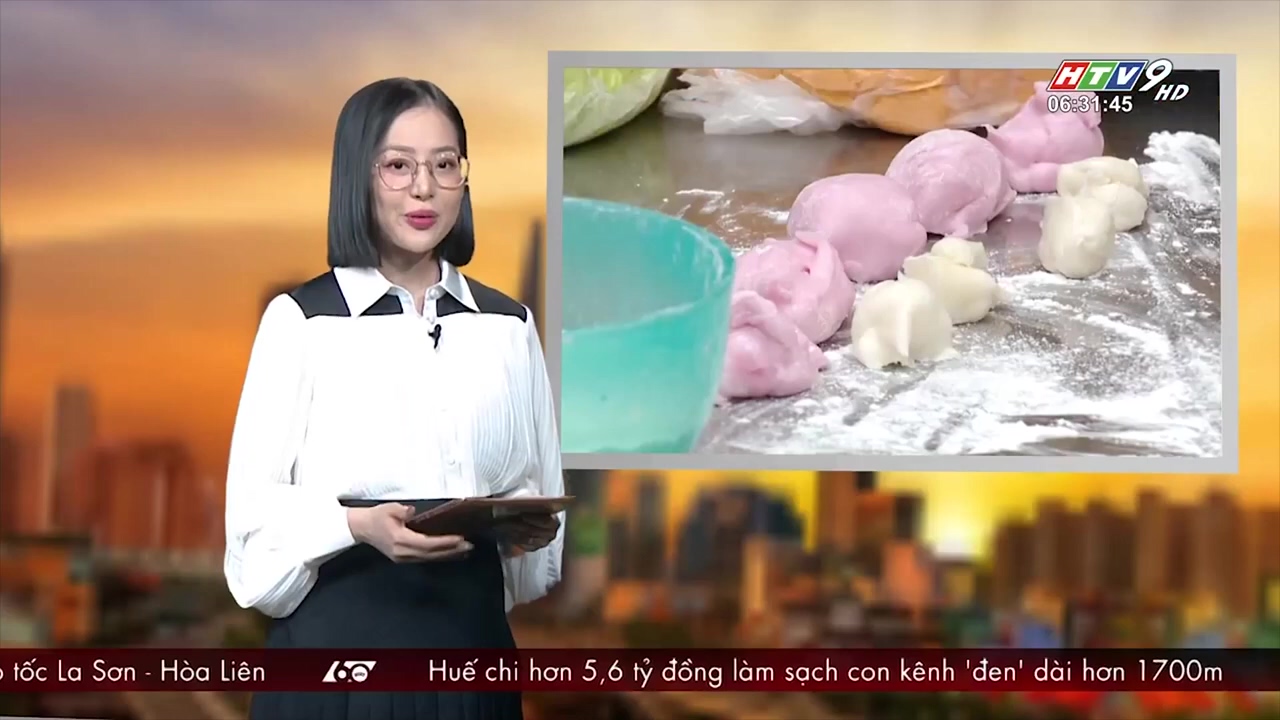 HTV9 HD
06:31:45
tốc La Sơn - Hòa Liên 60 Huế chi hơn 5,6 tỷ đồng làm sạch con kênh 'đen' dài hơn 1700m